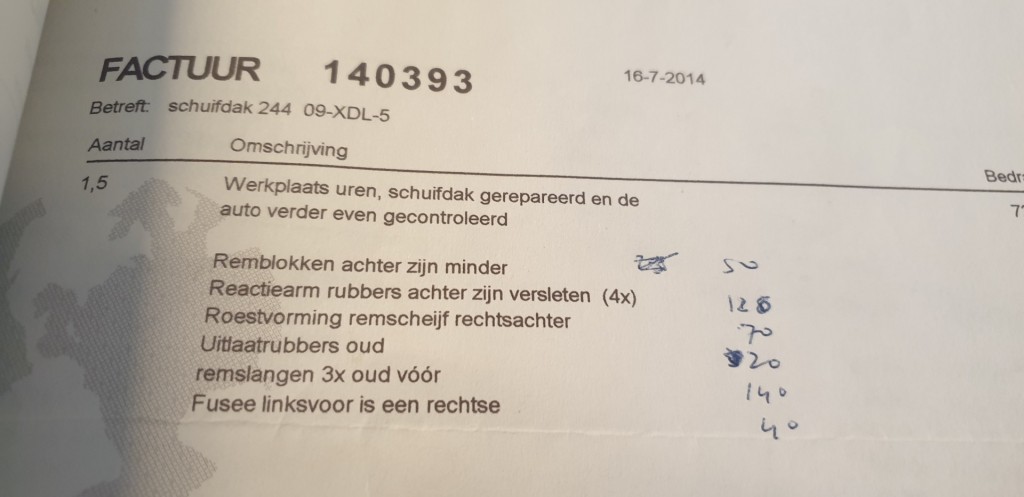 FACTUUR 140393 16-7-2014
Betreft: schuifdak 244 09-XDL-5
Aantal Omschrijving
1,5 Werkplaats uren, schuifdak gerepareerd en de
auto verder even gecontroleerd
Remblokken achter zijn minder 50
Reactiearm rubbers achter zijn versleten (4x) 128
Roestvorming remscheijf rechtsachter 70
Uitlaatrubbers oud 20
remslangen 3x oud vóór 140
Fusee linksvoor is een rechtse 40